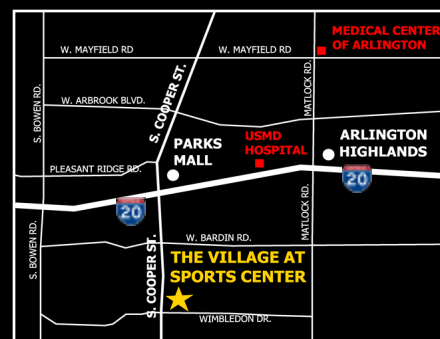 MEDICAL CENTER
OF ARLINGTON
W. MAYFIELD RD
W. MAYFIELD RD
S. BOWEN RD.
S. COOPER ST.
MATLOCK RD.
W. ARBROOK BLVD.
PARKS
MALL
USMD
HOSPITAL
ARLINGTON
HIGHLANDS
PLEASANT RIDGE RD.
20
20
S. BOWEN RD.
S. COOPER ST.
MATLOCK RD.
W. BARDIN RD.
THE VILLAGE AT
SPORTS CENTER
WIMBLEDON DR.